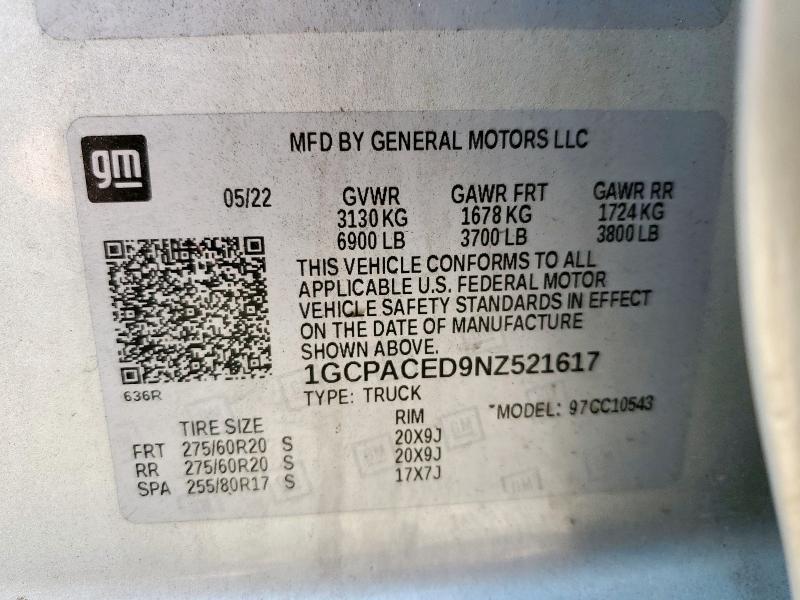 gm
MFD BY GENERAL MOTORS LLC
05/22 GVWR GAWR FRT GAWR RR
3130 KG 1678 KG 1724 KG
6900 LB 3700 LB 3800 LB
THIS VEHICLE CONFORMS TO ALL
APPLICABLE U.S. FEDERAL MOTOR
VEHICLE SAFETY STANDARDS IN EFFECT
ON THE DATE OF MANUFACTURE
SHOWN ABOVE.
1GCPACED9NZ521617
636R
TYPE: TRUCK
*MODEL: 97CC10543
TIRE SIZE RIM
FRT 275/60R20 S 20X9J
RR 275/60R20 S 20X9J
SPA 255/80R17 S 17X7J